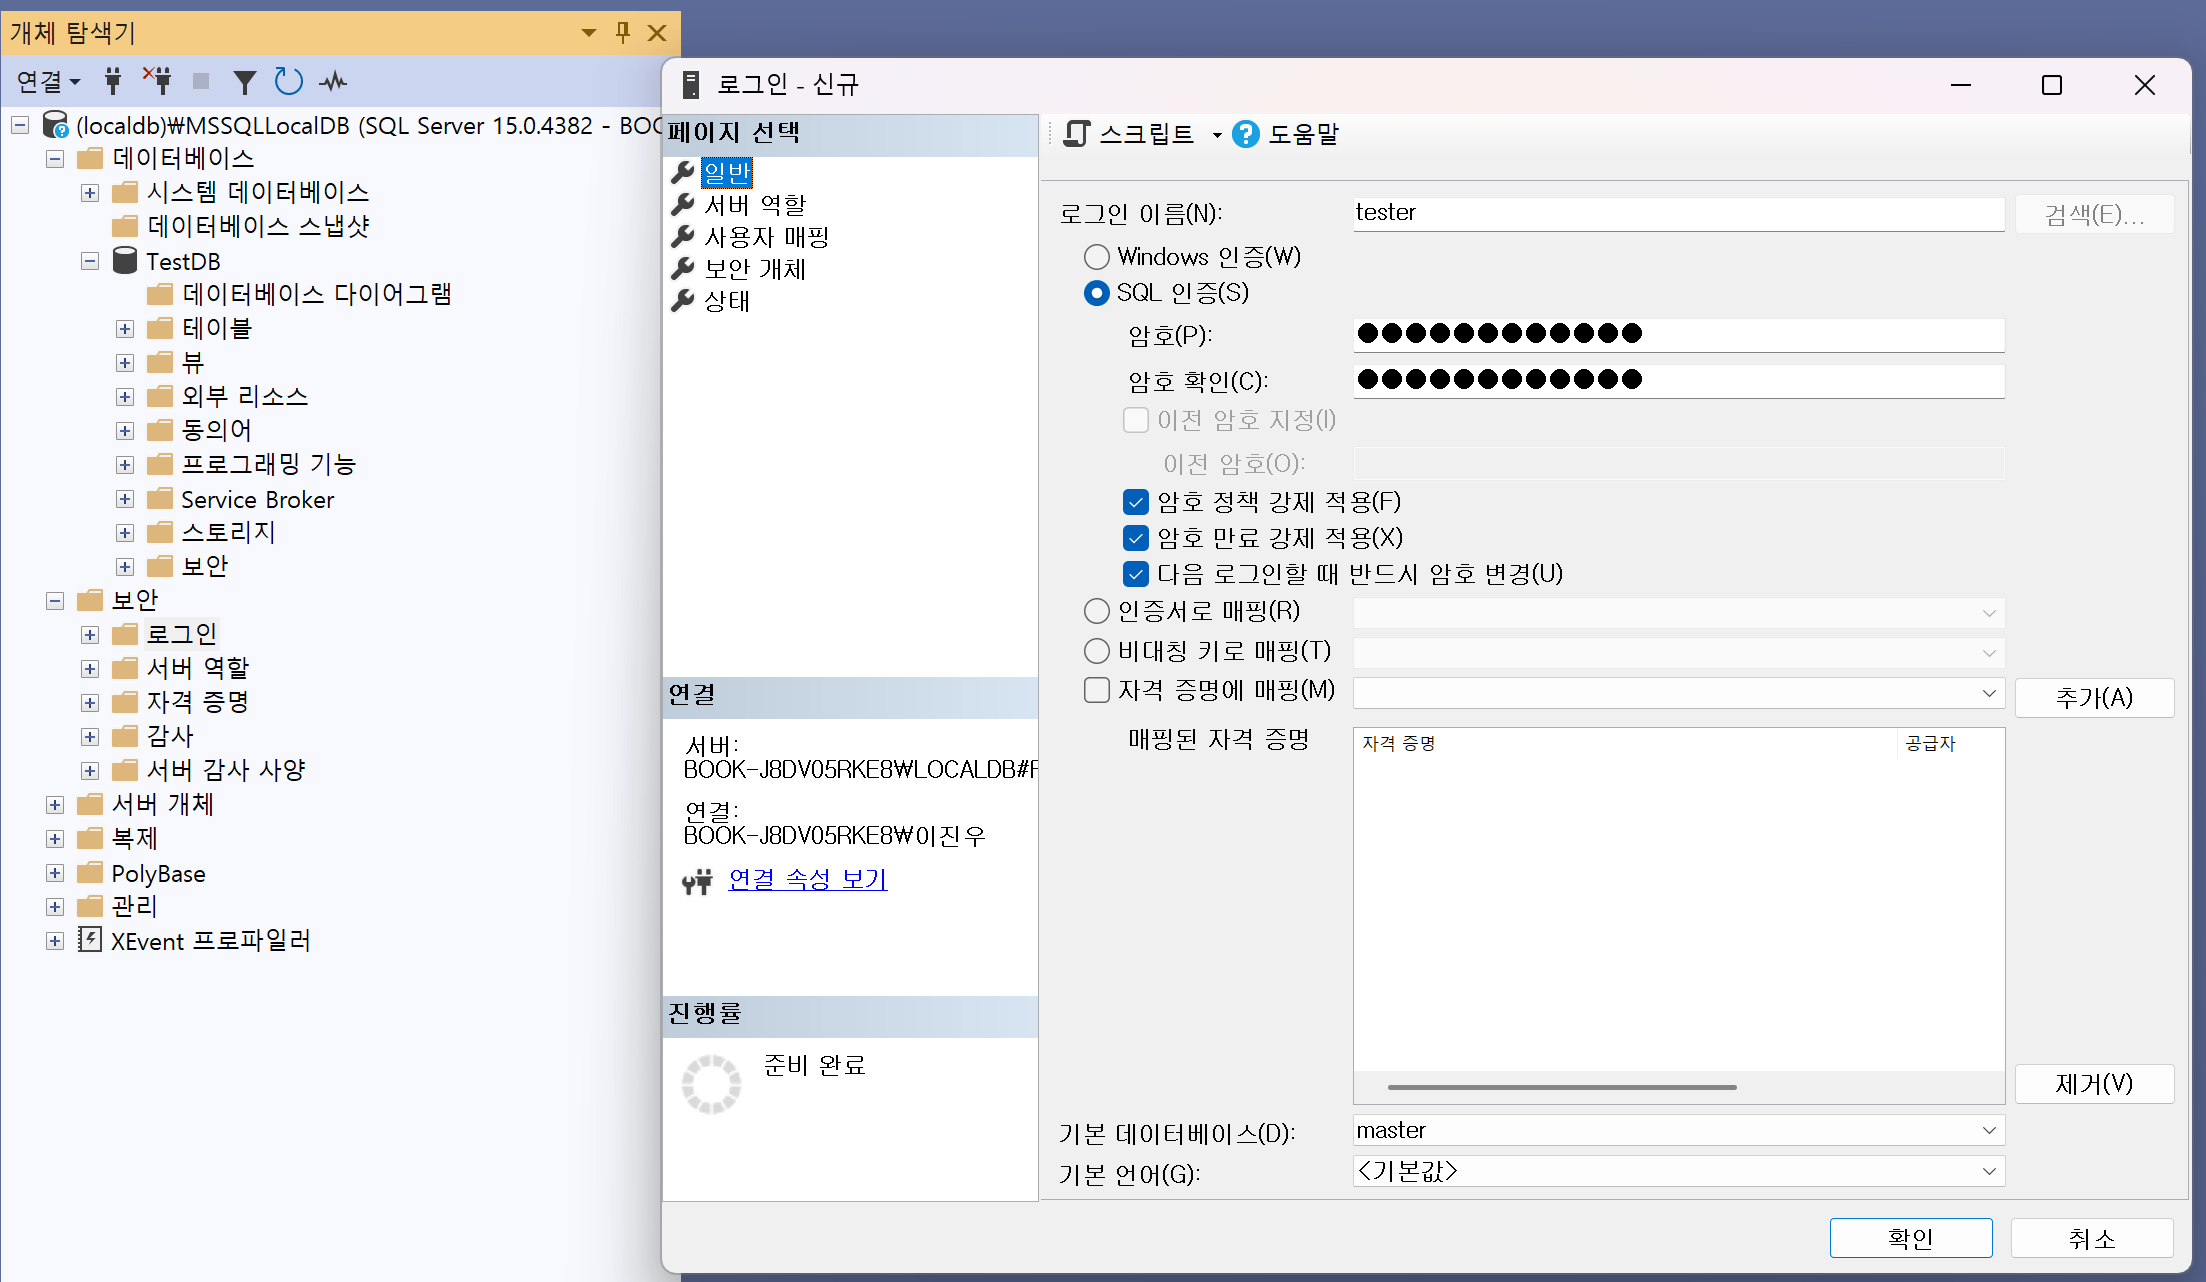 개체 탐색기
연결
(localdb)₩MSSQLLocalDB (SQL Server 15.0.4382 - BOO
데이터베이스
시스템 데이터베이스
데이터베이스 스냅샷
TestDB
데이터베이스 다이어그램
테이블
뷰
외부 리소스
동의어
프로그래밍 기능
Service Broker
스토리지
보안
보안
로그인
서버 역할
자격 증명
감사
서버 감사 사양
서버 개체
복제
PolyBase
관리
XEvent 프로파일러
로그인 - 신규
페이지 선택
일반
서버 역할
사용자 매핑
보안 개체
상태
연결
서버:
BOOK-J8DV05RKE8₩LOCALDB#F
연결:
BOOK-J8DV05RKE8₩이진우
연결 속성 보기
진행률
준비 완료
스크립트 도움말
로그인 이름(N): tester 검색(E)...
Windows 인증(W)
SQL 인증(S)
암호(P): ●●●●●●●●●●●●
암호 확인(C): ●●●●●●●●●●●●
이전 암호 지정(I)
이전 암호(O):
암호 정책 강제 적용(F)
암호 만료 강제 적용(X)
다음 로그인할 때 반드시 암호 변경(U)
인증서로 매핑(R)
비대칭 키로 매핑(T)
자격 증명에 매핑(M) 추가(A)
매핑된 자격 증명 자격 증명 공급자
제거(V)
기본 데이터베이스(D): master
기본 언어(G): <기본값>
확인 취소